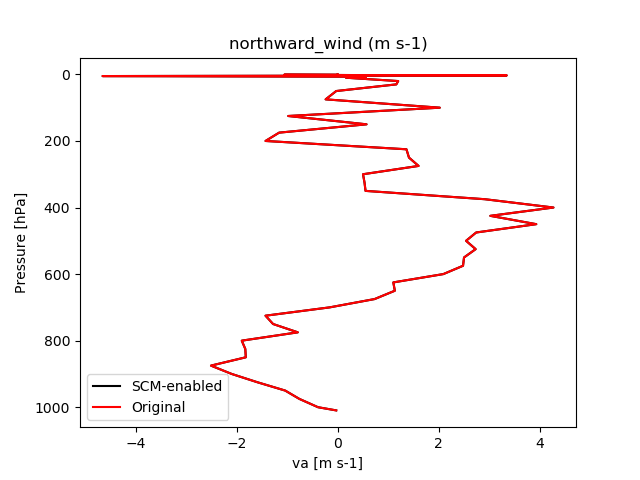 northward_wind (m s-1)
0
200
400
600
800
1000
Pressure [hPa]
SCM-enabled
Original
−4
−2
0
2
4
va [m s-1]